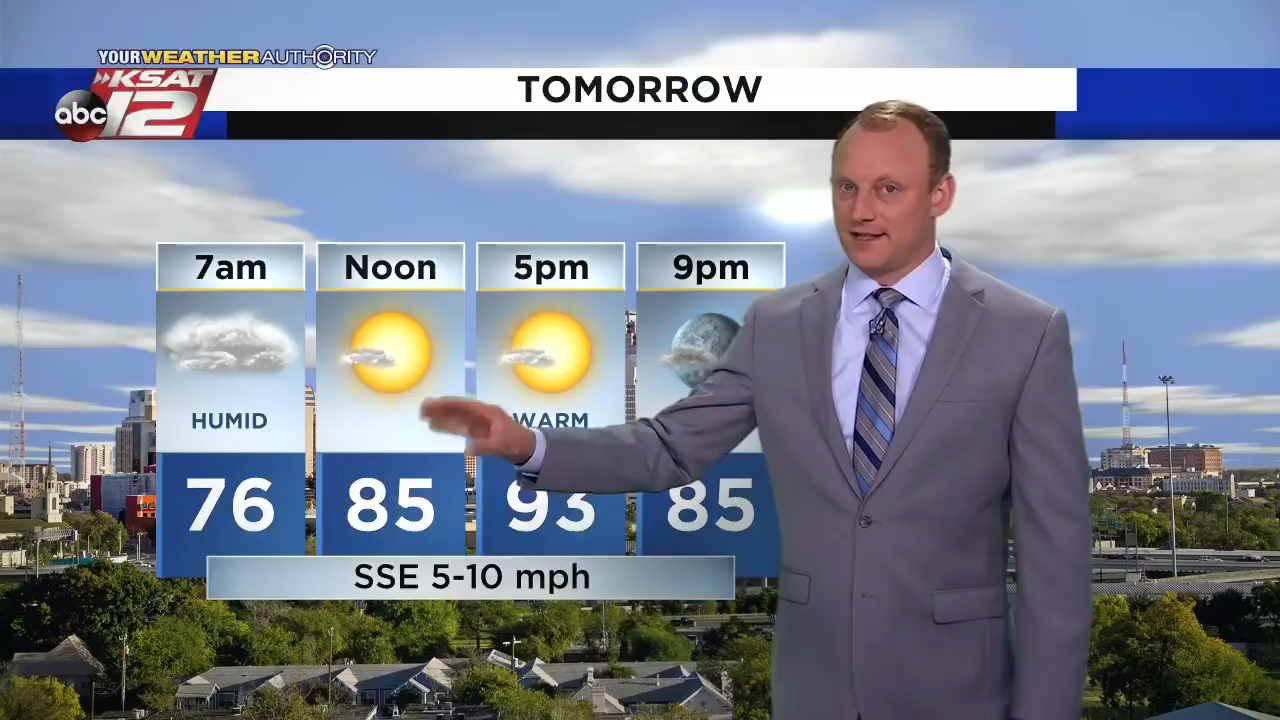 YOUR WEATHER AUTHORITY
KSAT
abc 12
TOMORROW
7am Noon 5pm 9pm
HUMID WARM
76 85 93 85
SSE 5-10 mph